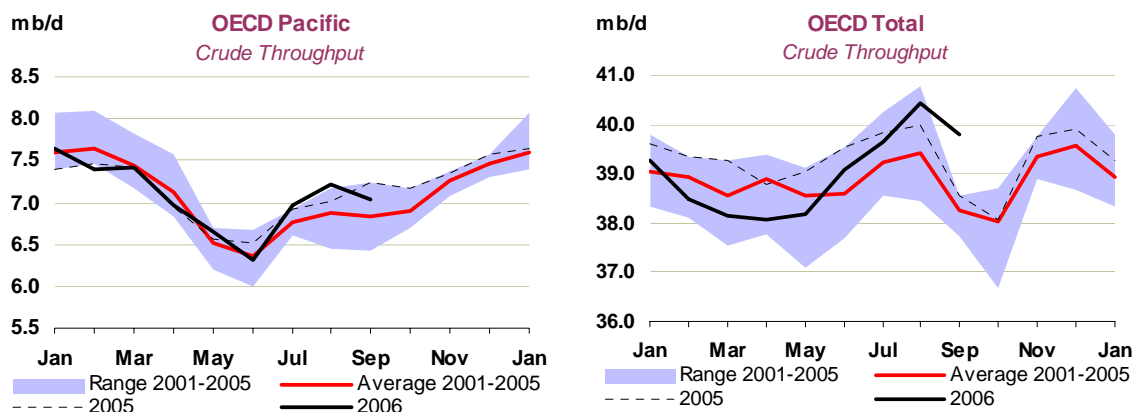 mb/d
OECD Pacific
Crude Throughput
8.5
8.0
7.5
7.0
6.5
6.0
5.5
Jan Mar May Jul Sep Nov Jan
Range 2001-2005 Average 2001-2005
2005 2006
mb/d
OECD Total
Crude Throughput
41.0
40.0
39.0
38.0
37.0
36.0
Jan Mar May Jul Sep Nov Jan
Range 2001-2005 Average 2001-2005
2005 2006